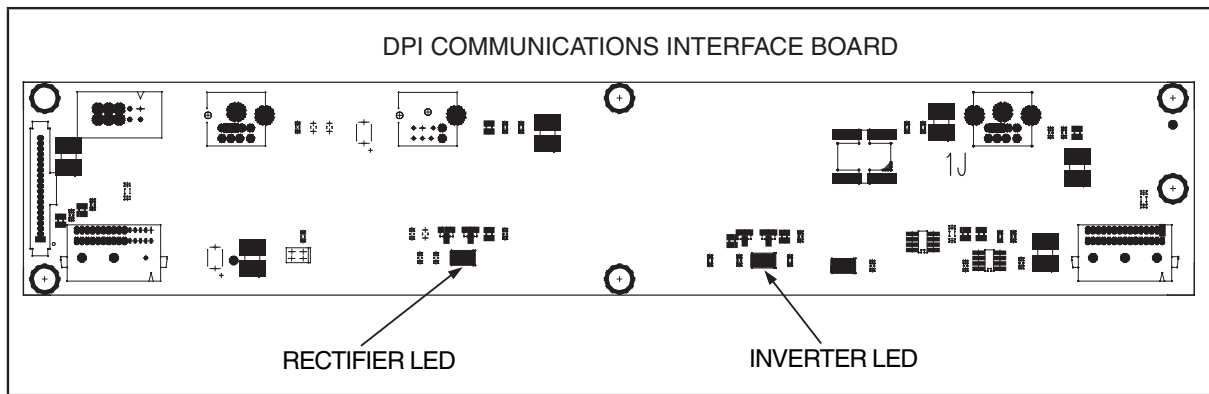 DPI COMMUNICATIONS INTERFACE BOARD
1J
RECTIFIER LED
INVERTER LED